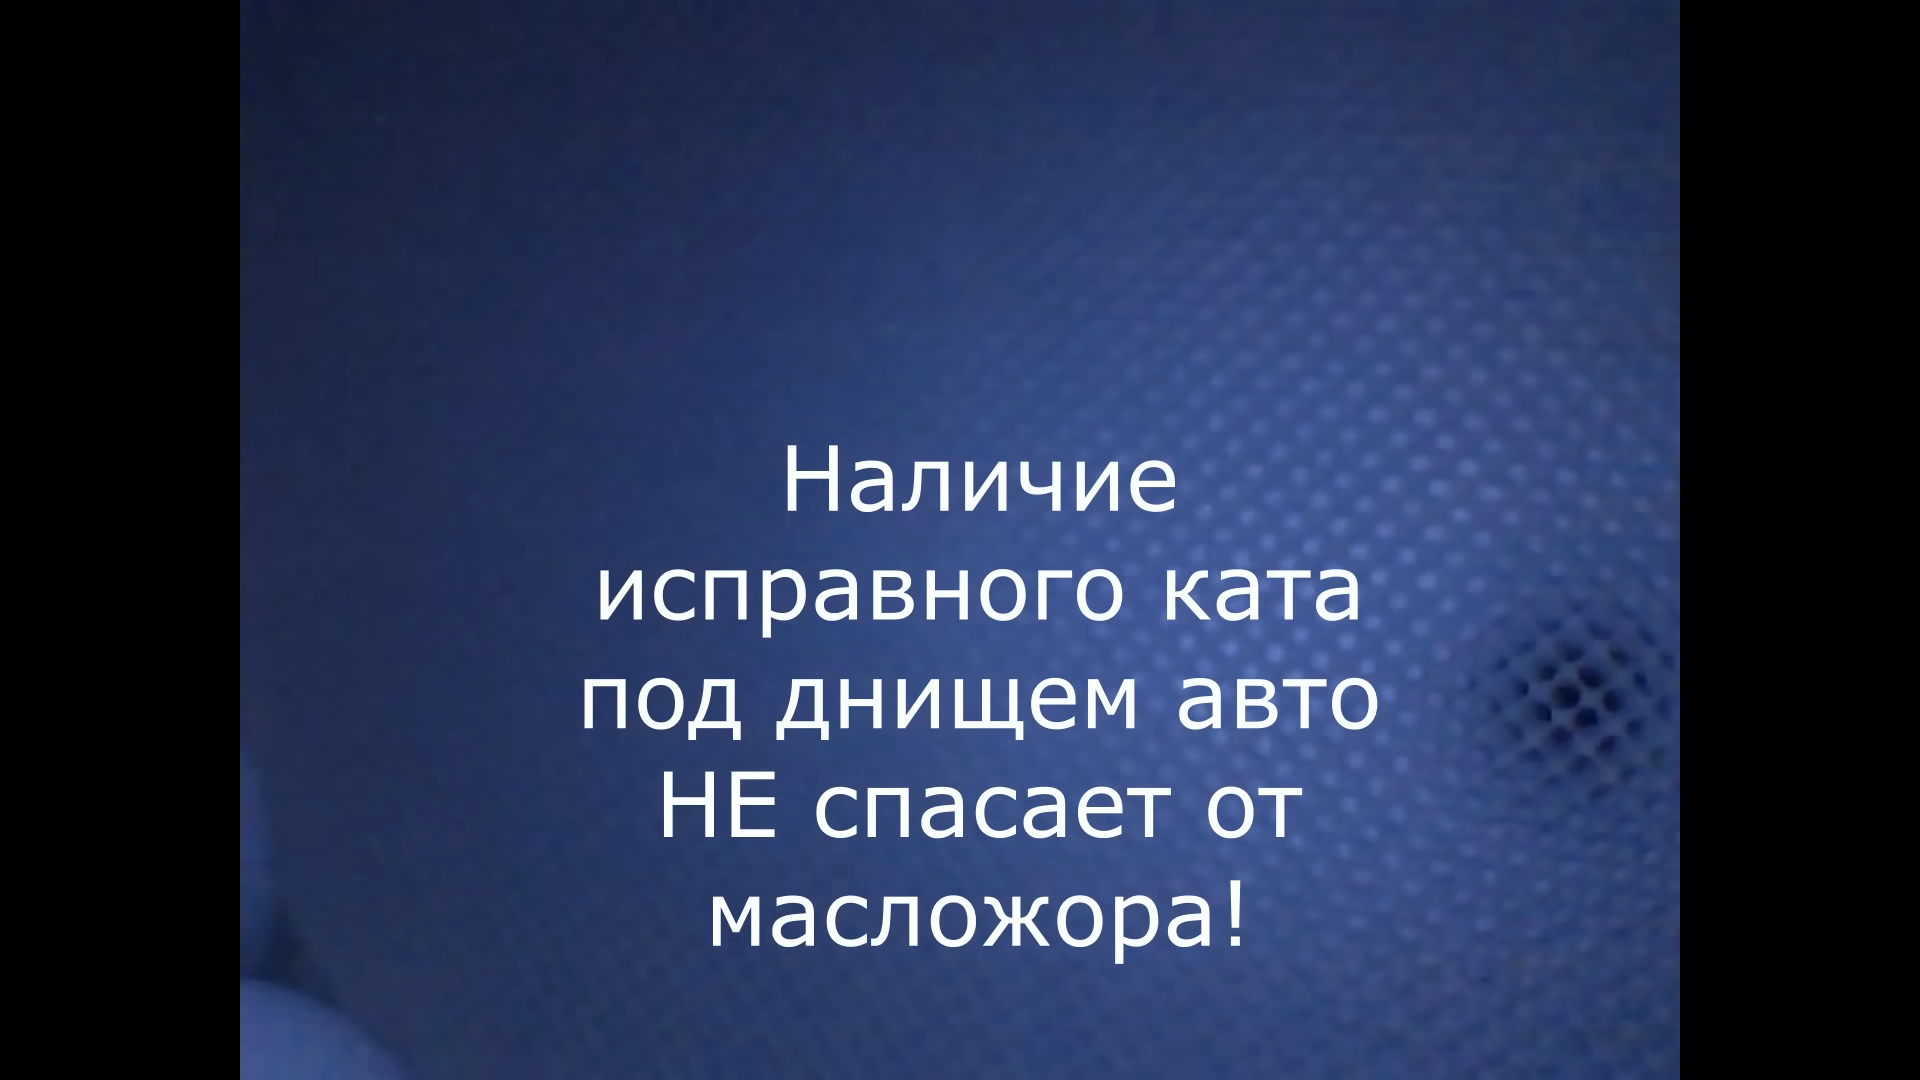 Наличие
исправного ката
под днищем авто
НЕ спасает от
масложора!